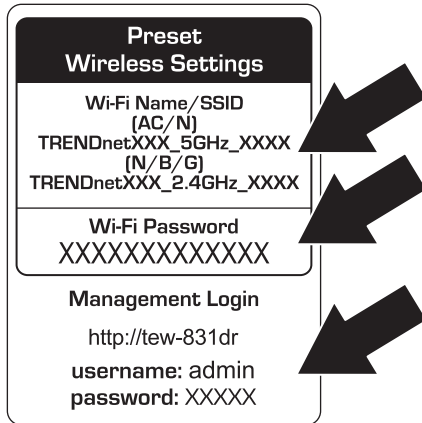 Preset
Wireless Settings
Wi-Fi Name/SSID
(AC/N)
TRENDnetXXX_5GHz_XXXX
(N/B/G)
TRENDnetXXX_2.4GHz_XXXX
Wi-Fi Password
XXXXXXXXXXXXX
Management Login
http://tew-831dr
username: admin
password: XXXXX